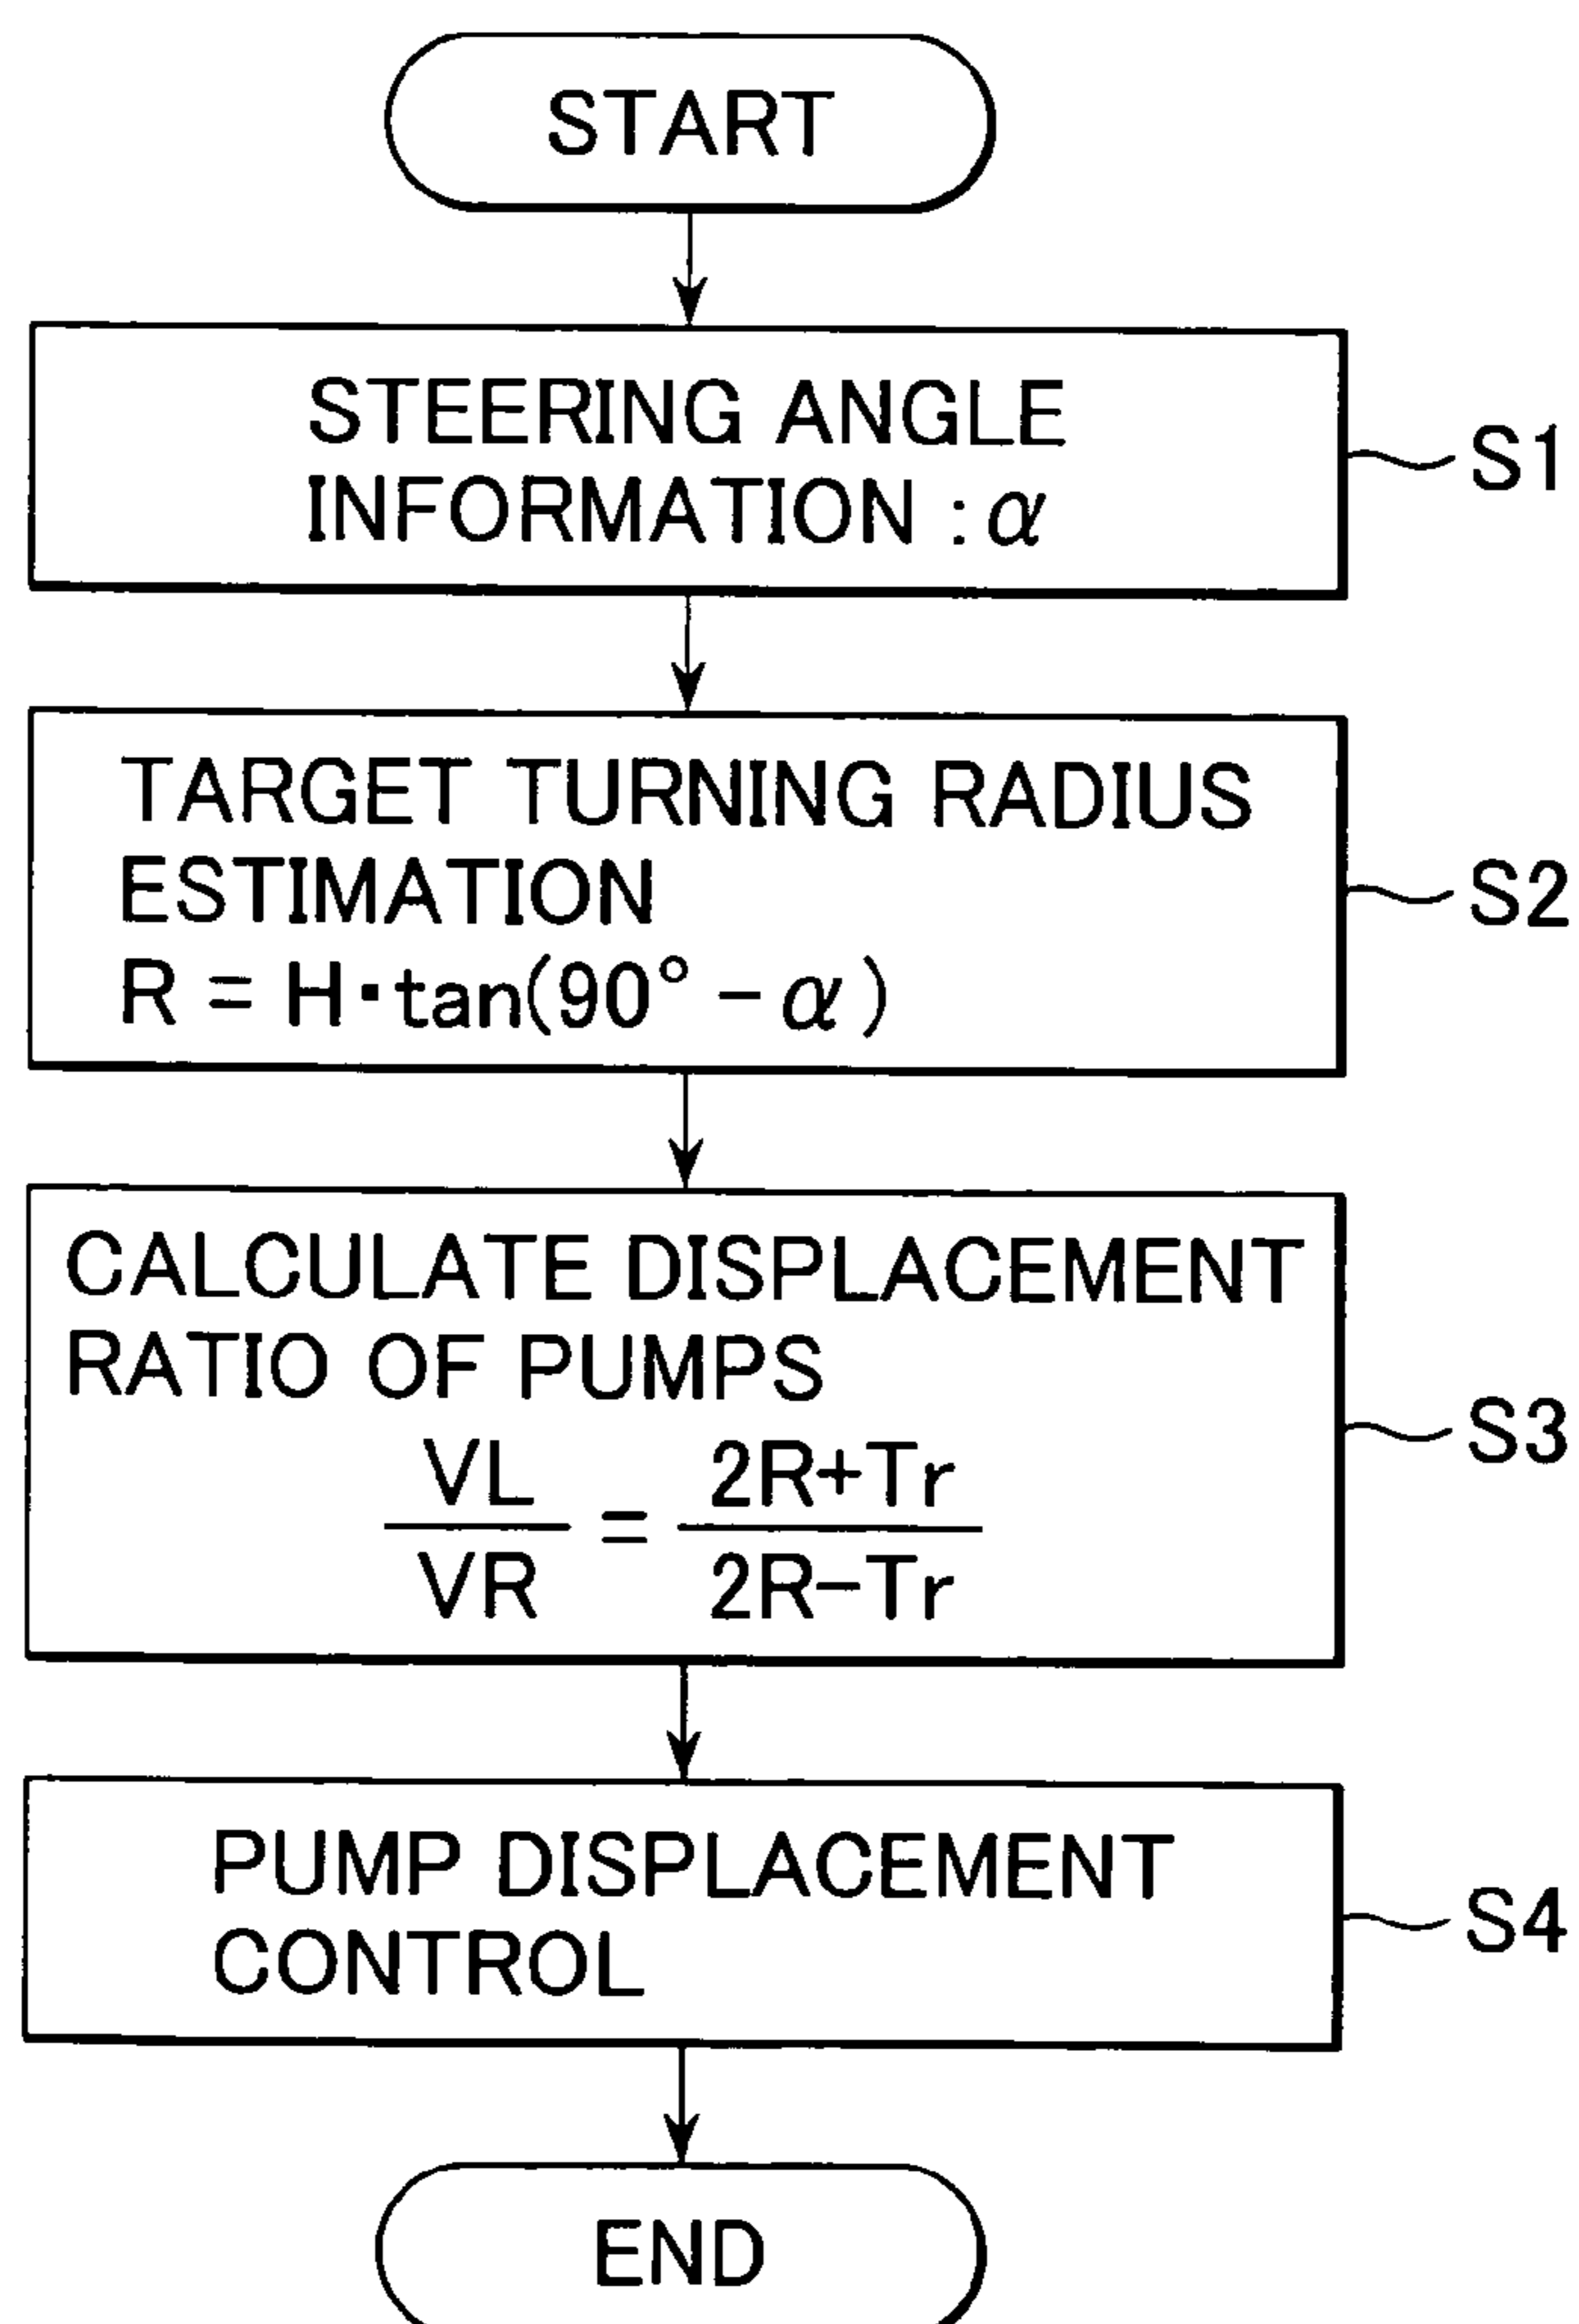 START
STEERING ANGLE
INFORMATION : α
S1
TARGET TURNING RADIUS
ESTIMATION
R = H·tan(90° − α)
S2
CALCULATE DISPLACEMENT
RATIO OF PUMPS
VL/VR = 2R+Tr/2R−Tr
S3
PUMP DISPLACEMENT
CONTROL
S4
END